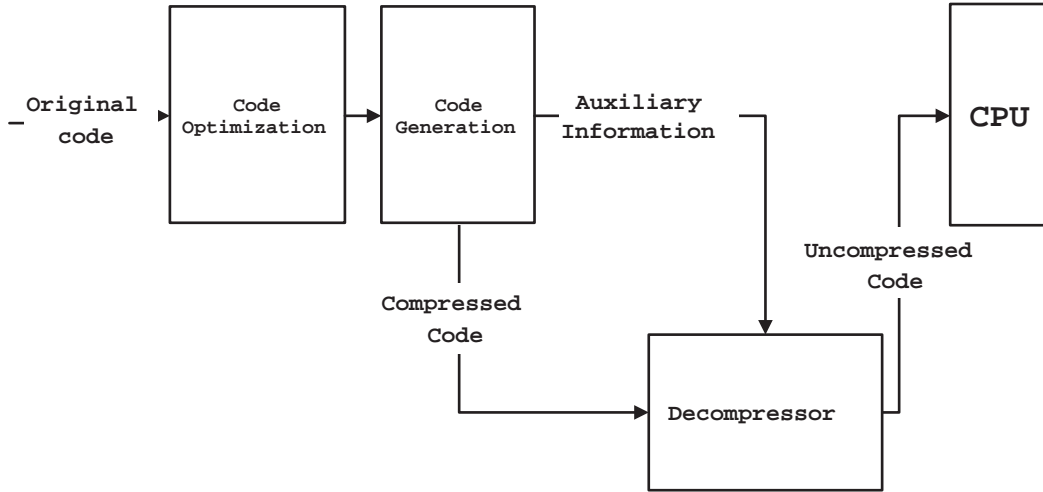 Original
code
Code
Optimization
Code
Generation
Auxiliary
Information
CPU
Uncompressed
Code
Compressed
Code
Decompressor